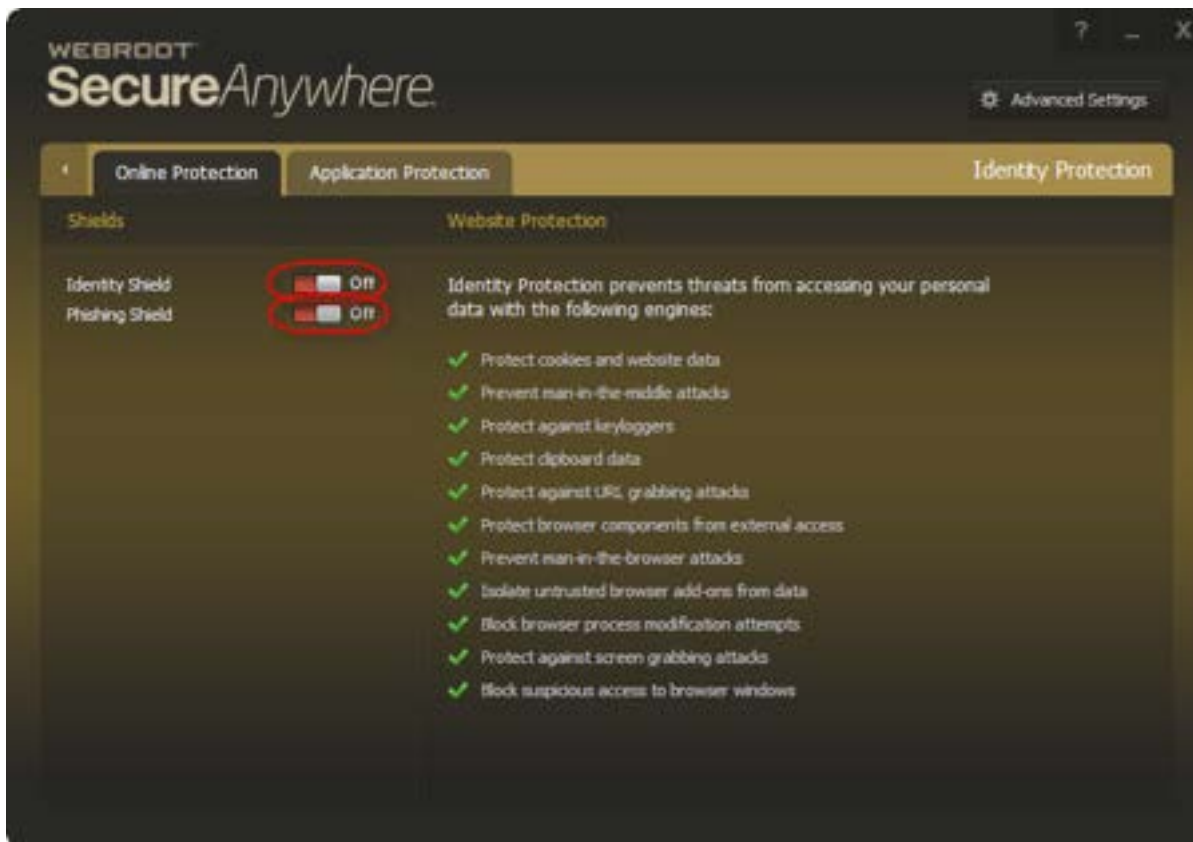 WEBROOT
SecureAnywhere.
? _ X
Advanced Settings
Online Protection
Application Protection
Identity Protection
Shields
Website Protection
Identity Shield
Off
Phishing Shield
Off
Identity Protection prevents threats from accessing your personal
data with the following engines:
Protect cookies and website data
Prevent man-in-the-middle attacks
Protect against keyloggers
Protect clipboard data
Protect against URL grabbing attacks
Protect browser components from external access
Prevent man-in-the-browser attacks
Isolate untrusted browser add-ons from data
Block browser process modification attempts
Protect against screen grabbing attacks
Block suspicious access to browser windows